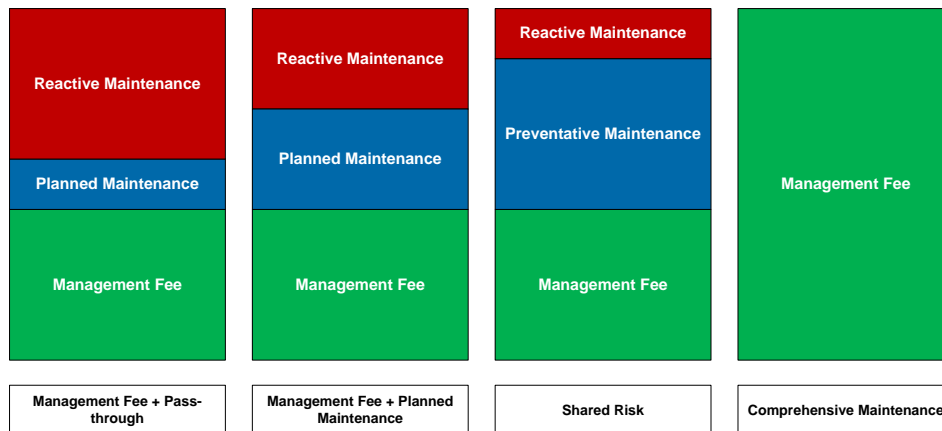 Reactive Maintenance
Planned Maintenance
Management Fee
Management Fee + Pass-
through
Reactive Maintenance
Planned Maintenance
Management Fee
Management Fee + Planned
Maintenance
Reactive Maintenance
Preventative Maintenance
Management Fee
Shared Risk
Management Fee
Comprehensive Maintenance